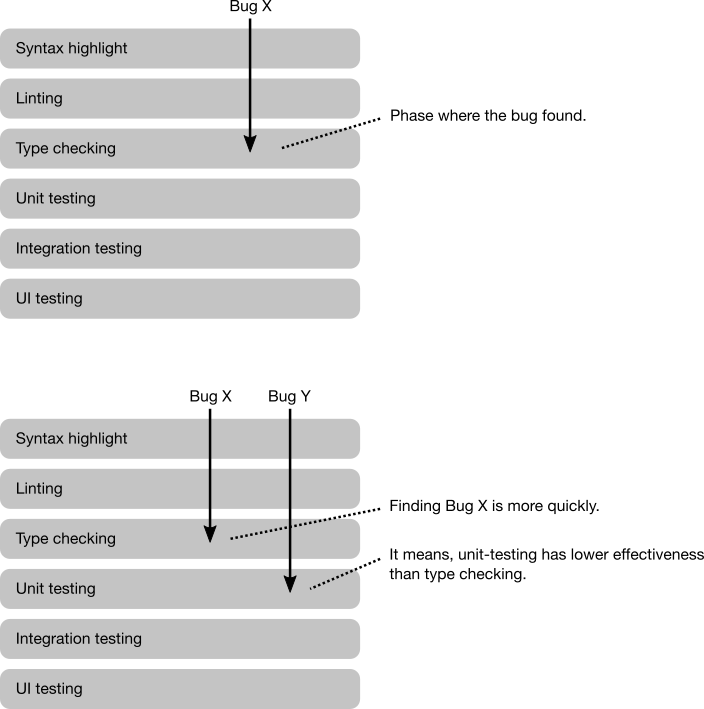 Bug X
Syntax highlight
Linting
Phase where the bug found.
Type checking
Unit testing
Integration testing
UI testing
Bug X Bug Y
Syntax highlight
Linting
Finding Bug X is more quickly.
Type checking
It means, unit-testing has lower effectiveness
than type checking.
Unit testing
Integration testing
UI testing